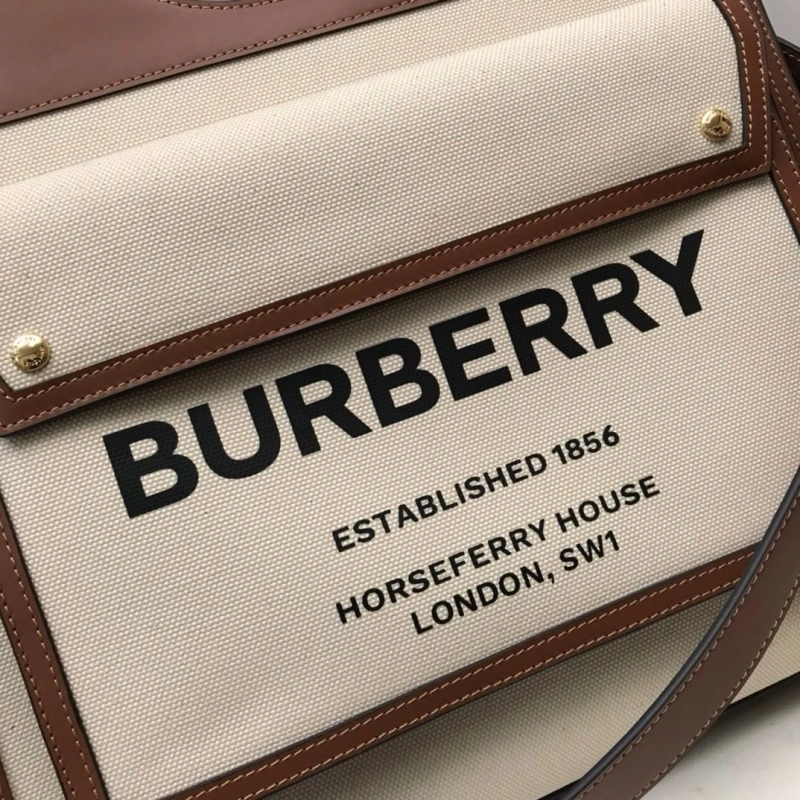 BURBERRY
ESTABLISHED 1856
HORSEFERRY HOUSE
LONDON, SW1